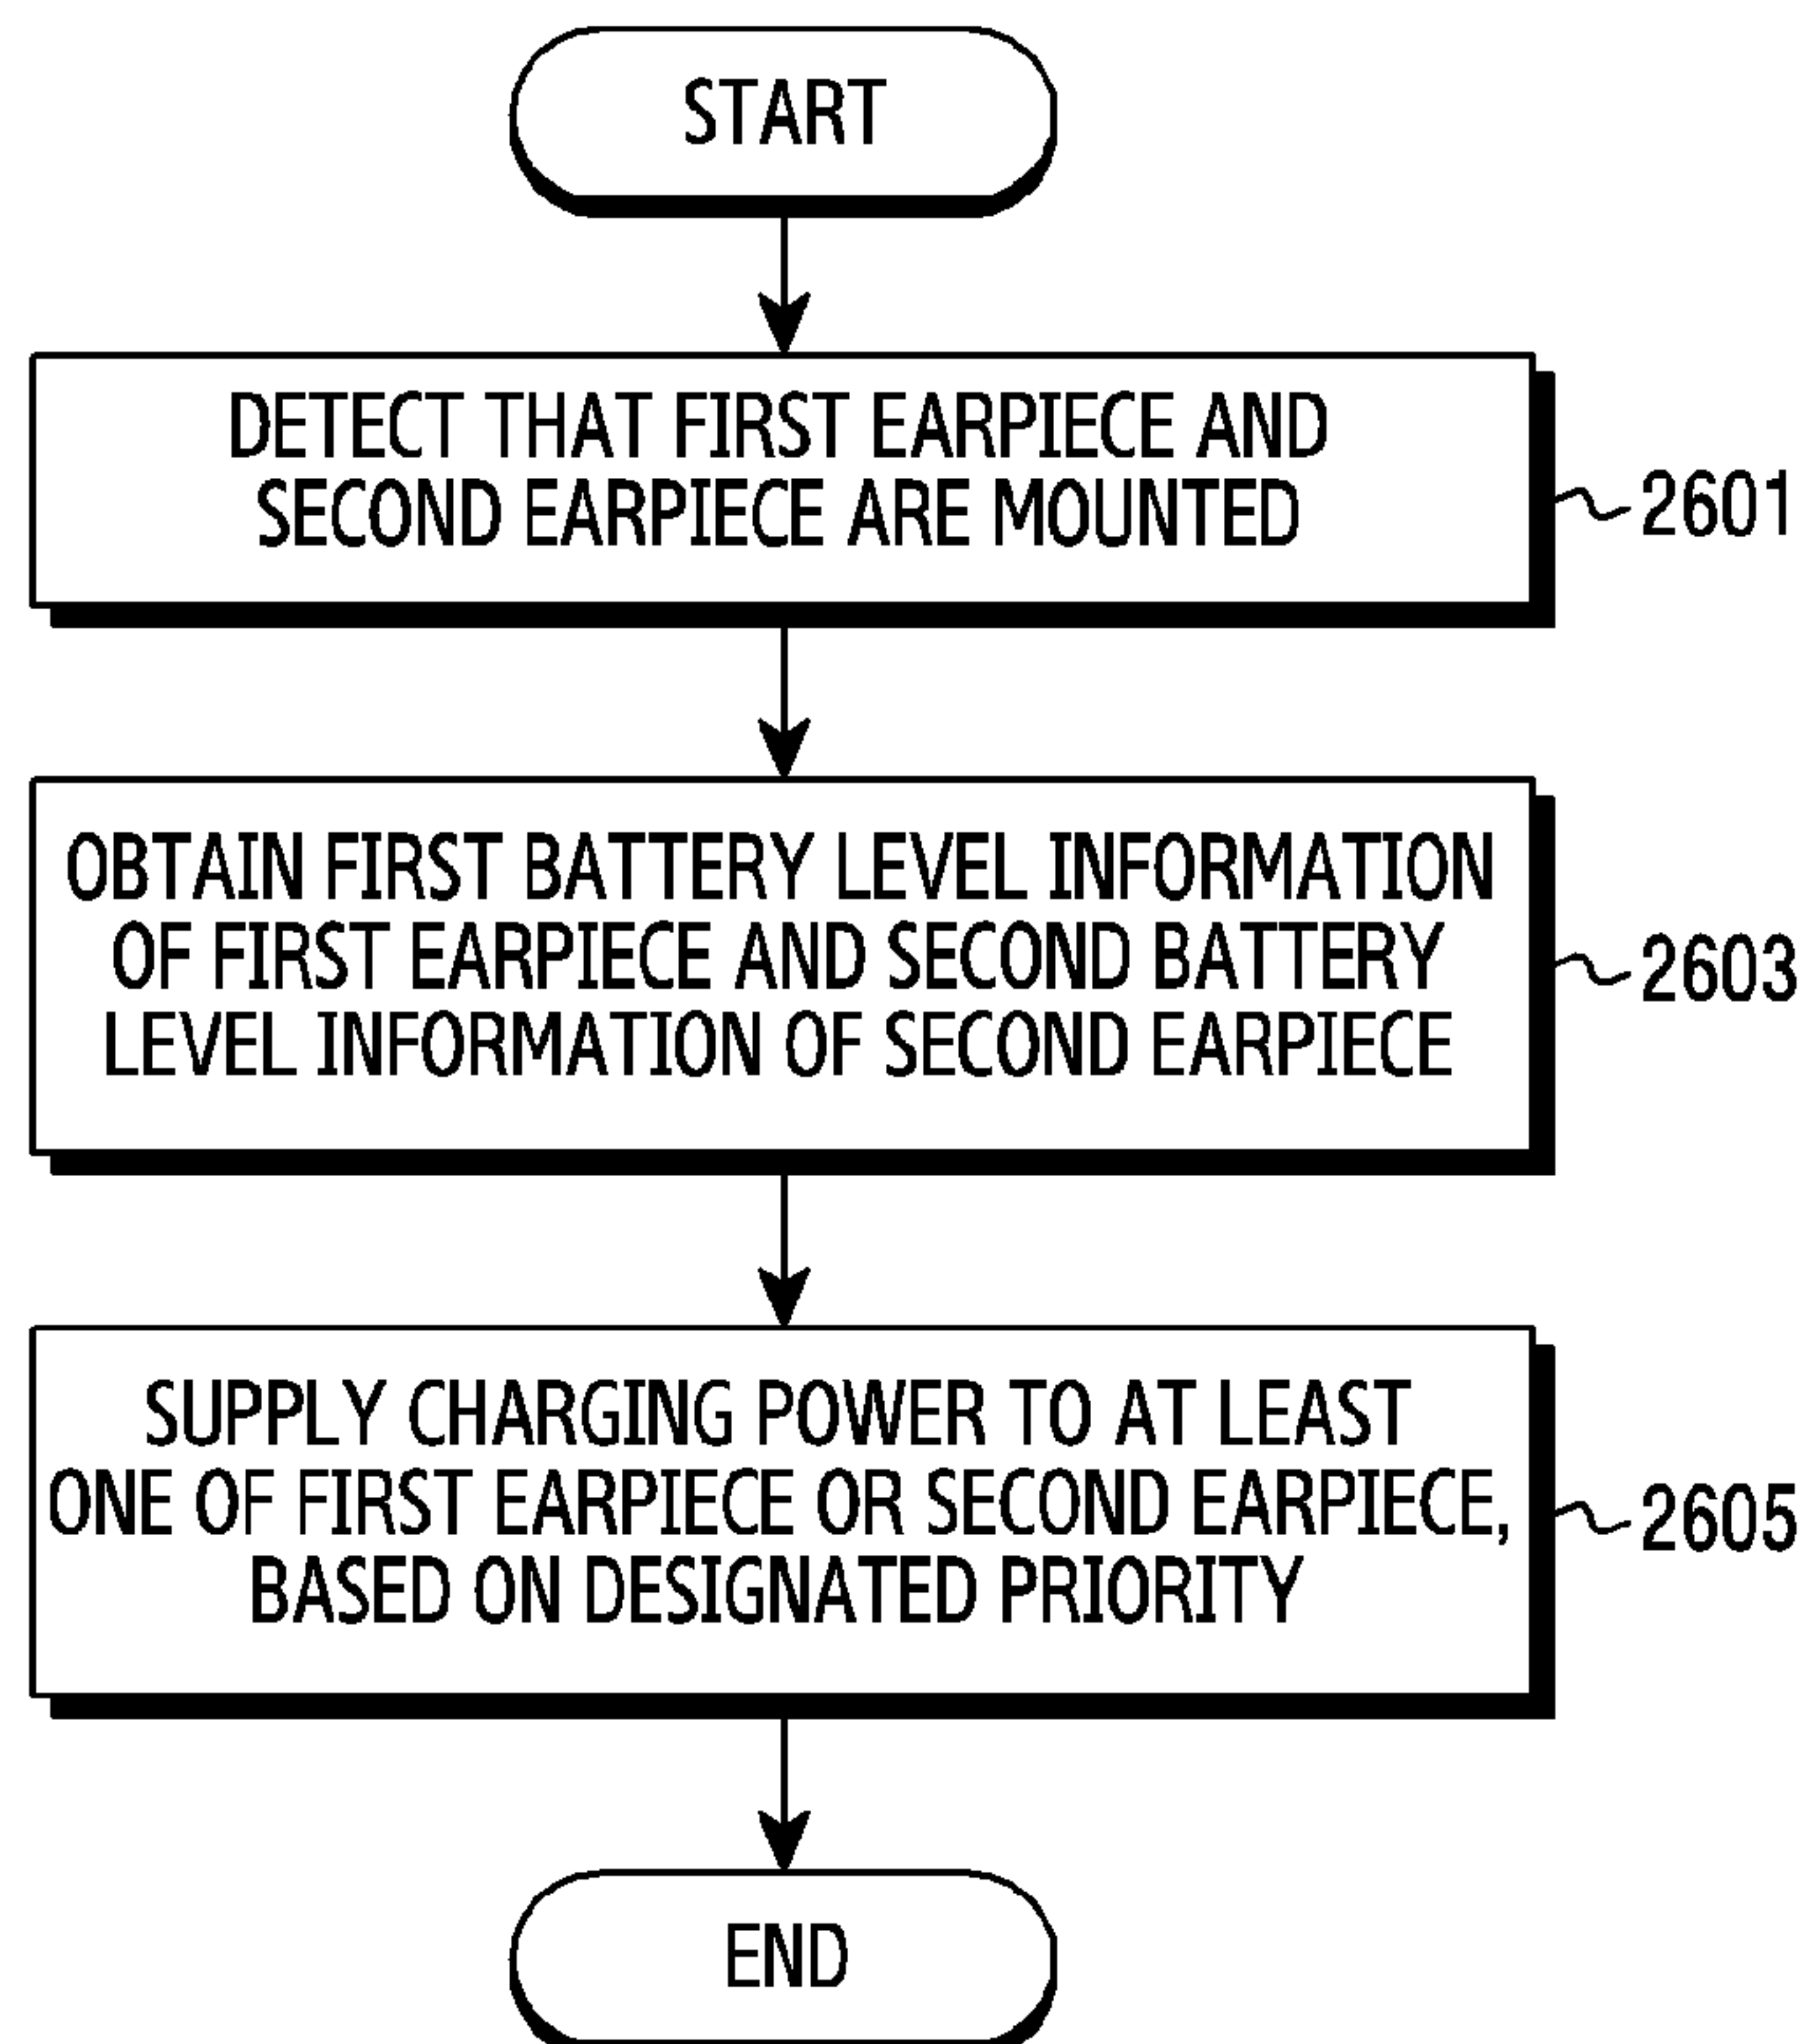 START
DETECT THAT FIRST EARPIECE AND
SECOND EARPIECE ARE MOUNTED
2601
OBTAIN FIRST BATTERY LEVEL INFORMATION
OF FIRST EARPIECE AND SECOND BATTERY
LEVEL INFORMATION OF SECOND EARPIECE
2603
SUPPLY CHARGING POWER TO AT LEAST
ONE OF FIRST EARPIECE OR SECOND EARPIECE,
BASED ON DESIGNATED PRIORITY
2605
END